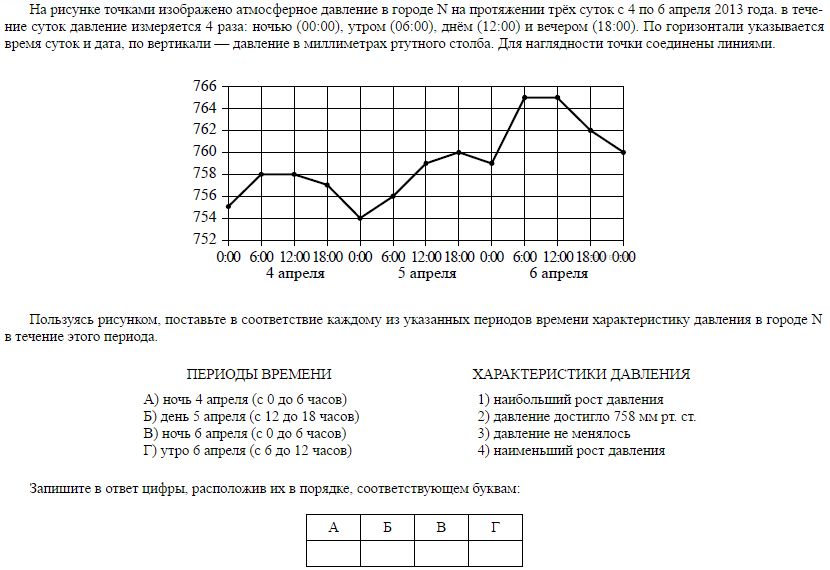 На рисунке точками изображено атмосферное давление в городе N на протяжении трёх суток с 4 по 6 апреля 2013 года. в тече-
ние суток давление измеряется 4 раза: ночью (00:00), утром (06:00), днём (12:00) и вечером (18:00). По горизонтали указывается
время суток и дата, по вертикали — давление в миллиметрах ртутного столба. Для наглядности точки соединены линиями.
766
764
762
760
758
756
754
752
0:00 6:00 12:00 18:00 0:00 6:00 12:00 18:00 0:00 6:00 12:00 18:00 0:00
4 апреля 5 апреля 6 апреля
Пользуясь рисунком, поставьте в соответствие каждому из указанных периодов времени характеристику давления в городе N
в течение этого периода.
ПЕРИОДЫ ВРЕМЕНИ ХАРАКТЕРИСТИКИ ДАВЛЕНИЯ
А) ночь 4 апреля (с 0 до 6 часов) 1) наибольший рост давления
Б) день 5 апреля (с 12 до 18 часов) 2) давление достигло 758 мм рт. ст.
В) ночь 6 апреля (с 0 до 6 часов) 3) давление не менялось
Г) утро 6 апреля (с 6 до 12 часов) 4) наименьший рост давления
Запишите в ответ цифры, расположив их в порядке, соответствующем буквам:
А Б В Г